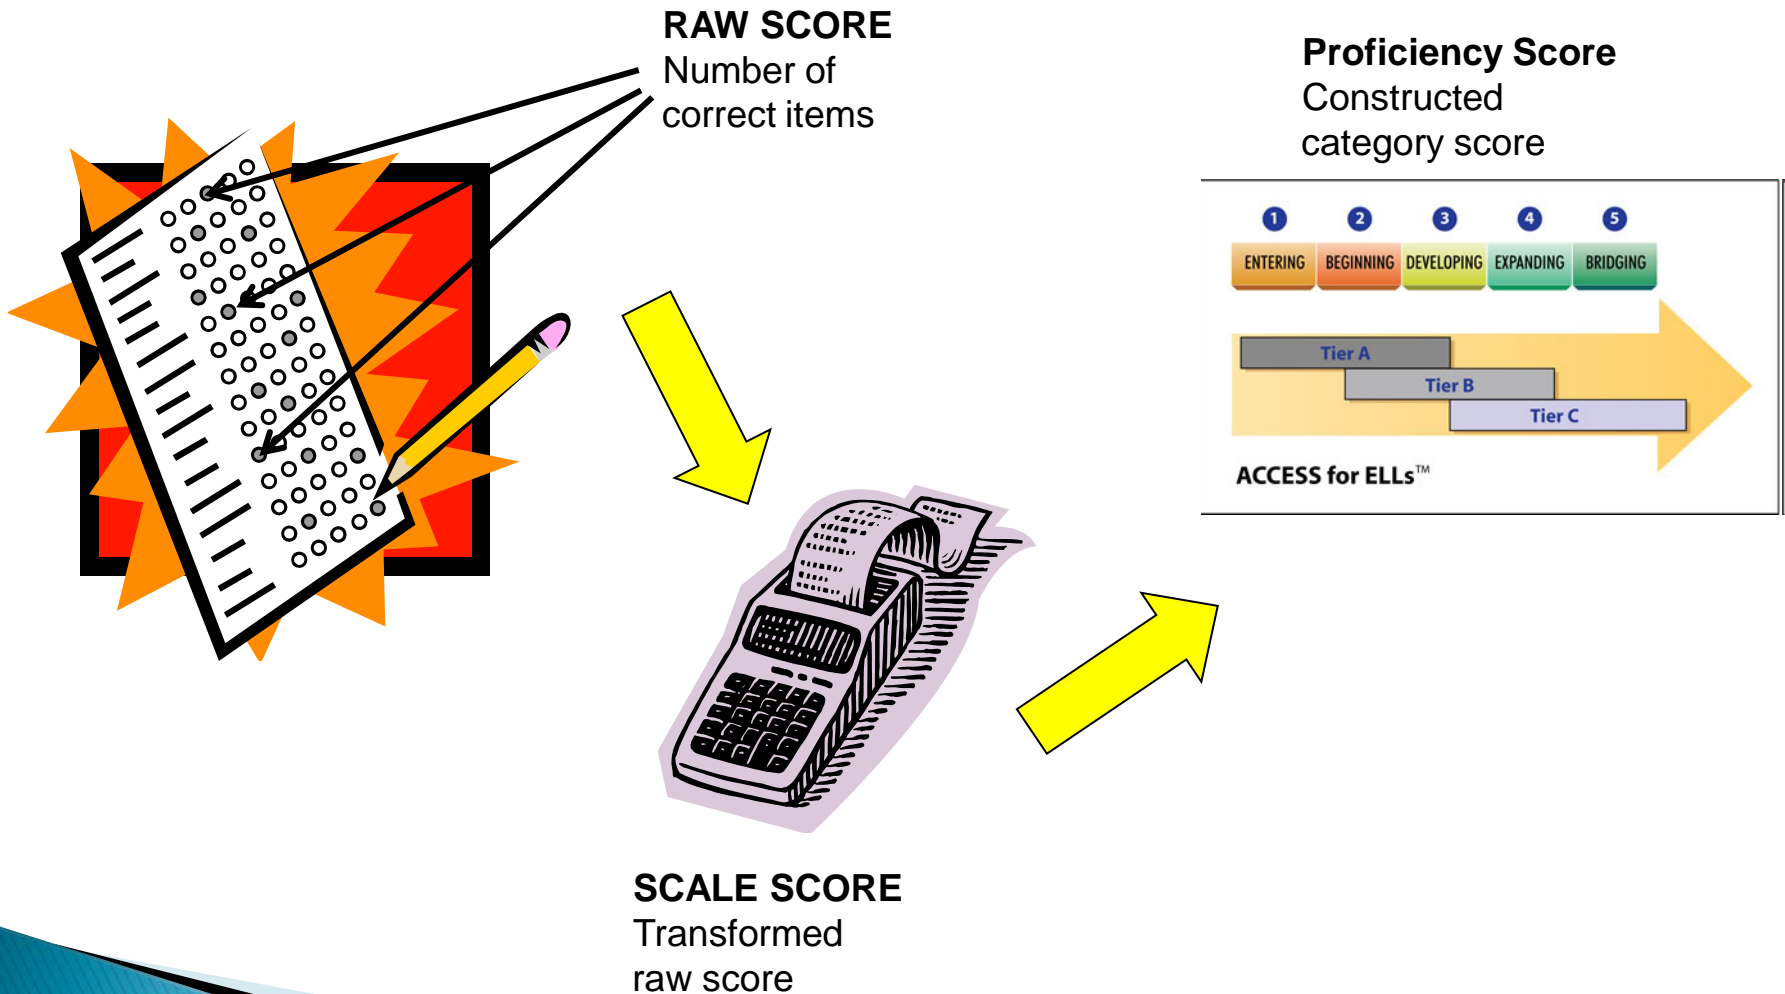 RAW SCORE
Number of
correct items
Proficiency Score
Constructed
category score
1 2 3 4 5
ENTERING BEGINNING DEVELOPING EXPANDING BRIDGING
Tier A
Tier B
Tier C
ACCESS for ELLs™
SCALE SCORE
Transformed
raw score